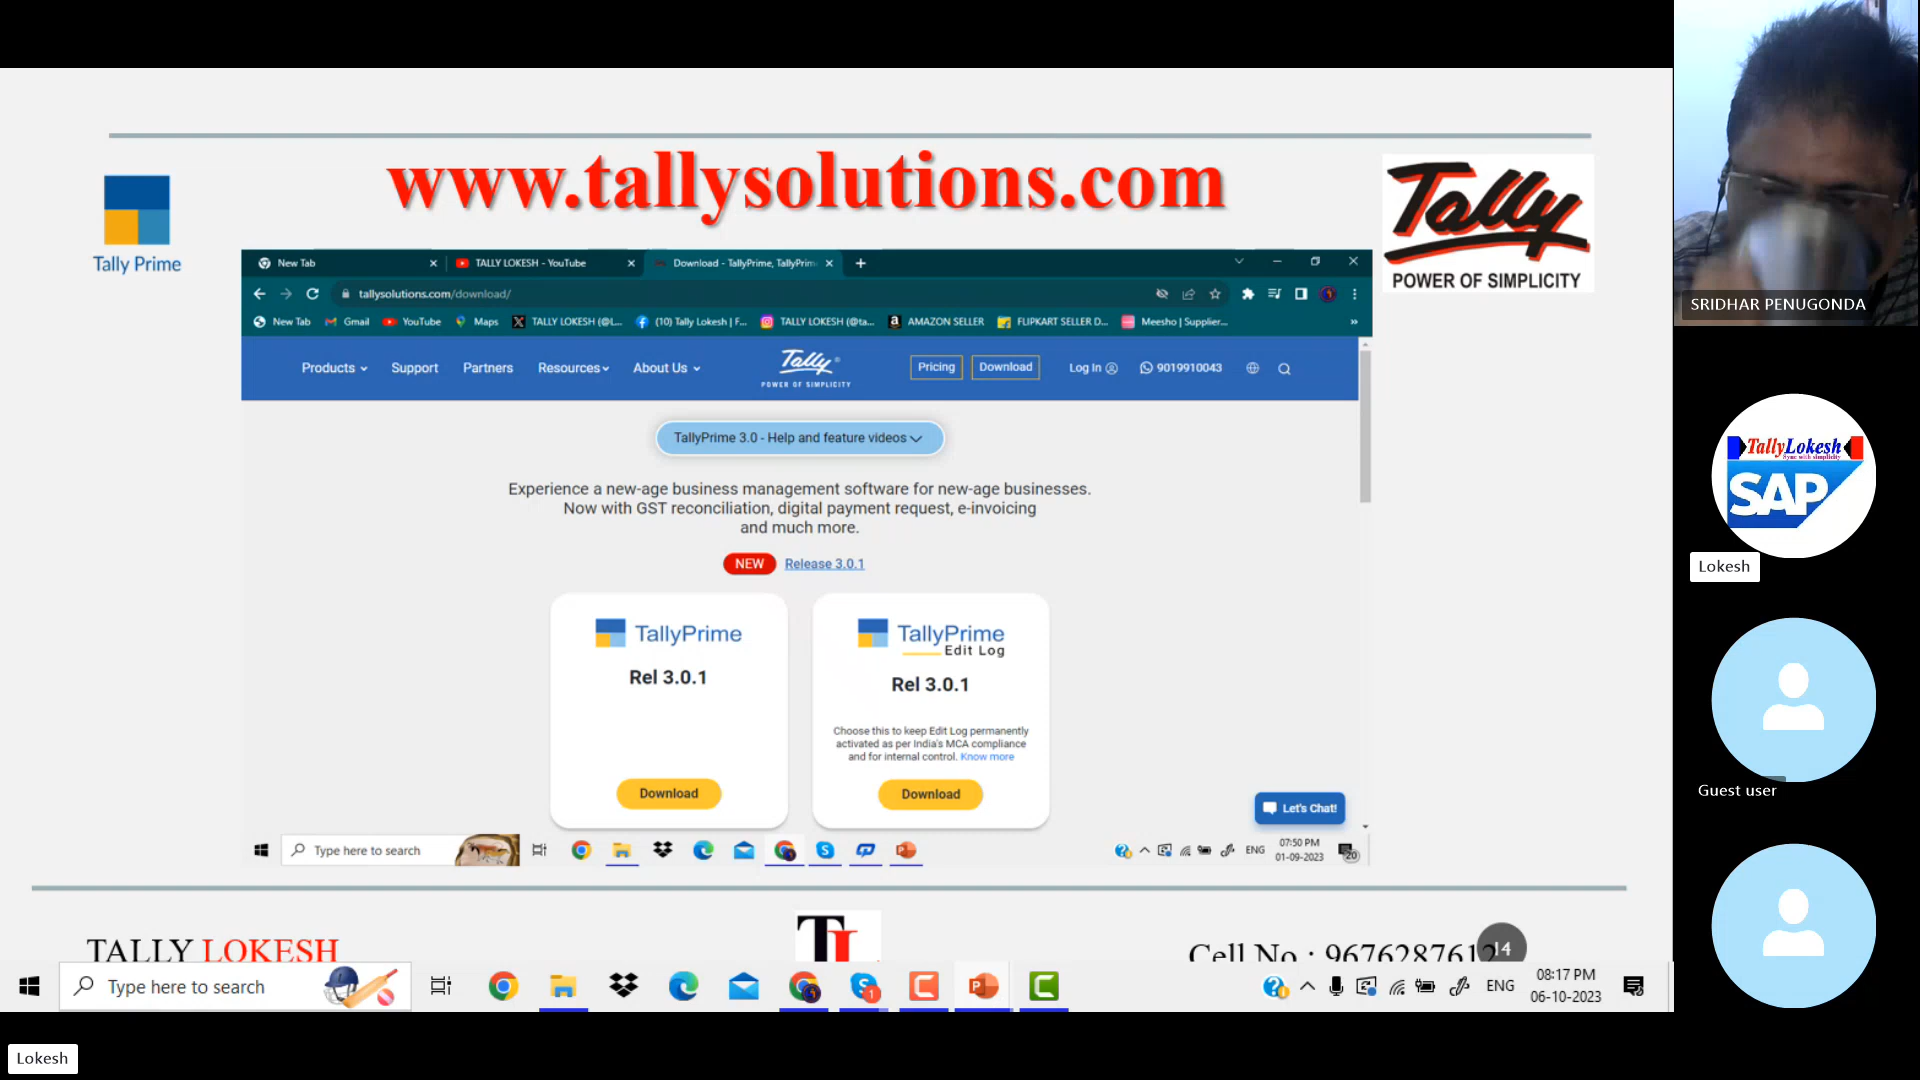 www.tallysolutions.com
Tally Prime
Tally
POWER OF SIMPLICITY
New Tab
TALLY LOKESH - YouTube
Download - TallyPrime, TallyPrim
tallysolutions.com/download/
New Tab
Gmail
YouTube
Maps
TALLY LOKESH (@L...
(10) Tally Lokesh | F...
TALLY LOKESH (@ta...
AMAZON SELLER
FLIPKART SELLER D...
Meesho | Supplier...
Products
Support
Partners
Resources
About Us
Tally
POWER OF SIMPLICITY
Pricing
Download
Log In
9019910043
TallyPrime 3.0 - Help and feature videos
Experience a new-age business management software for new-age businesses.
Now with GST reconciliation, digital payment request, e-invoicing
and much more.
NEW Release 3.0.1
TallyPrime
Rel 3.0.1
Download
TallyPrime
Edit Log
Rel 3.0.1
Choose this to keep Edit Log permanently
activated as per India's MCA compliance
and for internal control. Know more
Download
Let's Chat!
Type here to search
ENG
07:50 PM
01-09-2023
20
TALLY LOKESH
TL
Cell No : 9676287612
14
Type here to search
1
ENG
08:17 PM
06-10-2023
SRIDHAR PENUGONDA
TallyLokesh
Sync with simplicity
SAP
Lokesh
Guest user
Lokesh